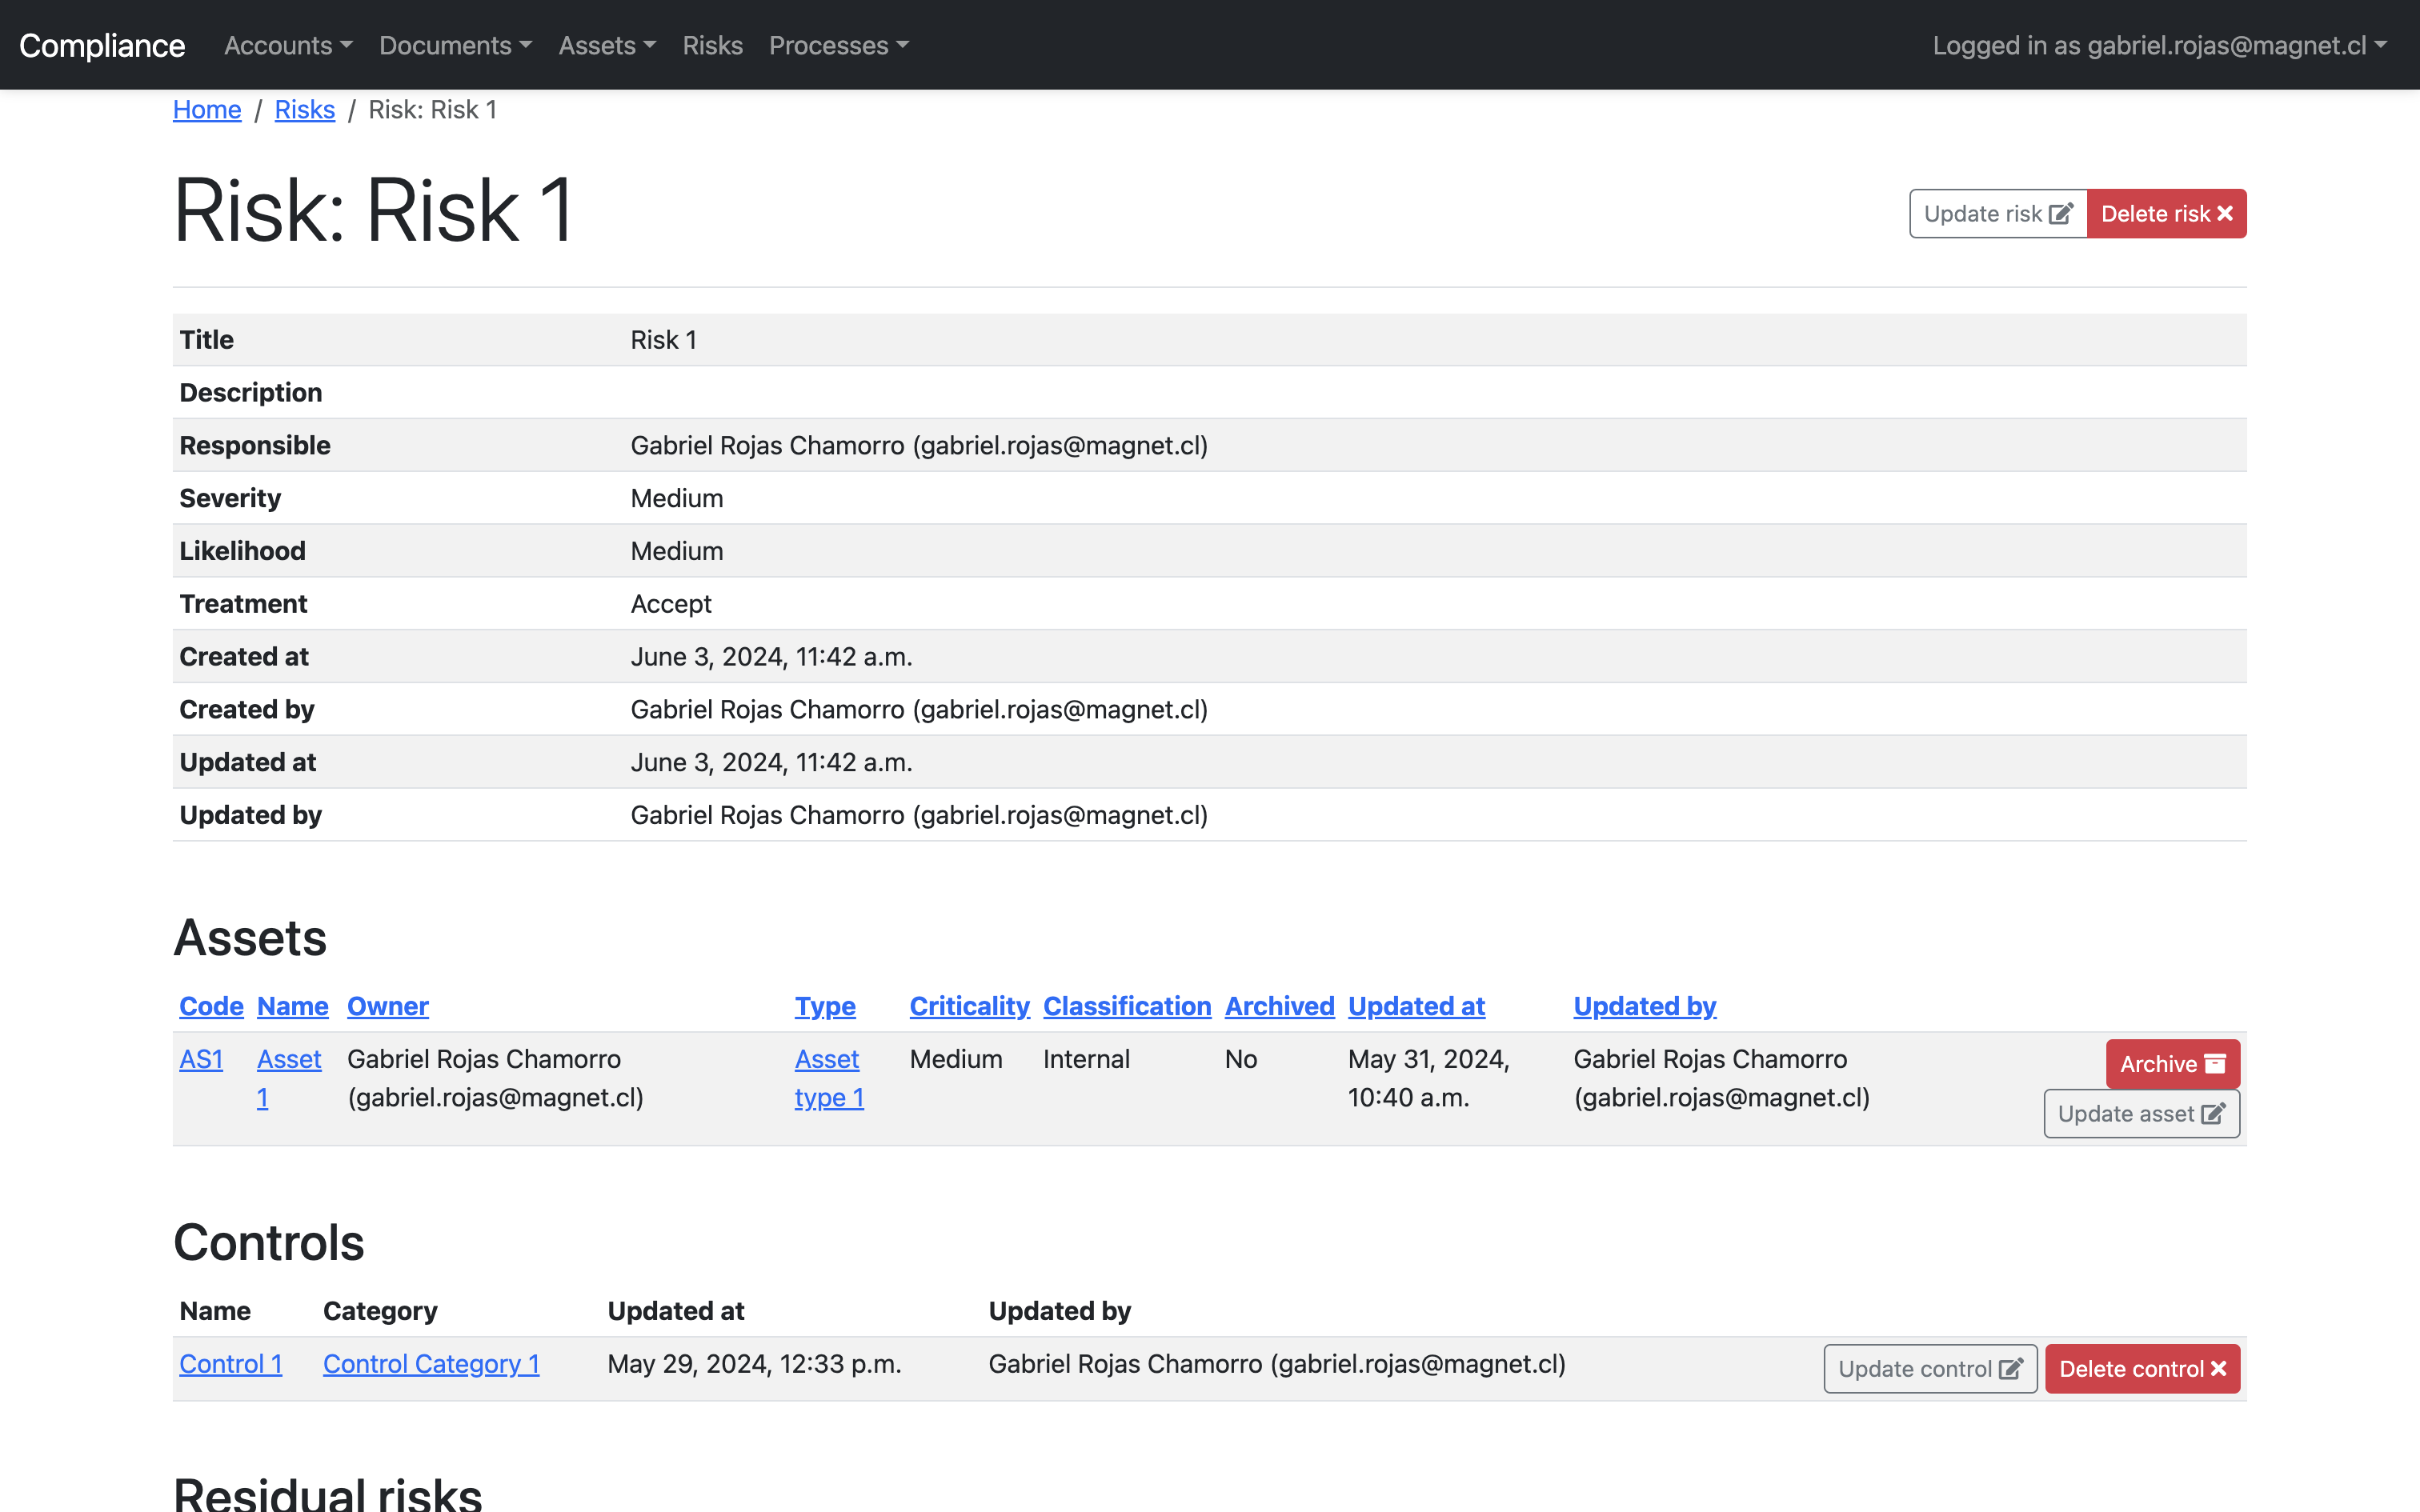 Compliance Accounts Documents Assets Risks Processes Logged in as gabriel.rojas@magnet.cl
Home / Risks / Risk: Risk 1
Risk: Risk 1
Update risk Delete risk
Title Risk 1
Description
Responsible Gabriel Rojas Chamorro (gabriel.rojas@magnet.cl)
Severity Medium
Likelihood Medium
Treatment Accept
Created at June 3, 2024, 11:42 a.m.
Created by Gabriel Rojas Chamorro (gabriel.rojas@magnet.cl)
Updated at June 3, 2024, 11:42 a.m.
Updated by Gabriel Rojas Chamorro (gabriel.rojas@magnet.cl)
Assets
Code Name Owner Type Criticality Classification Archived Updated at Updated by
AS1 Asset Gabriel Rojas Chamorro Asset Medium Internal No May 31, 2024, Gabriel Rojas Chamorro Archive
1 (gabriel.rojas@magnet.cl) type 1 10:40 a.m. (gabriel.rojas@magnet.cl) Update asset
Controls
Name Category Updated at Updated by
Control 1 Control Category 1 May 29, 2024, 12:33 p.m. Gabriel Rojas Chamorro (gabriel.rojas@magnet.cl) Update control Delete control
Residual risks